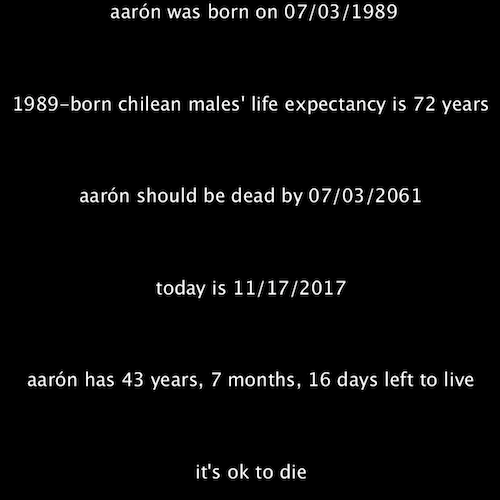 aarón was born on 07/03/1989
1989-born chilean males' life expectancy is 72 years
aarón should be dead by 07/03/2061
today is 11/17/2017
aarón has 43 years, 7 months, 16 days left to live
it's ok to die